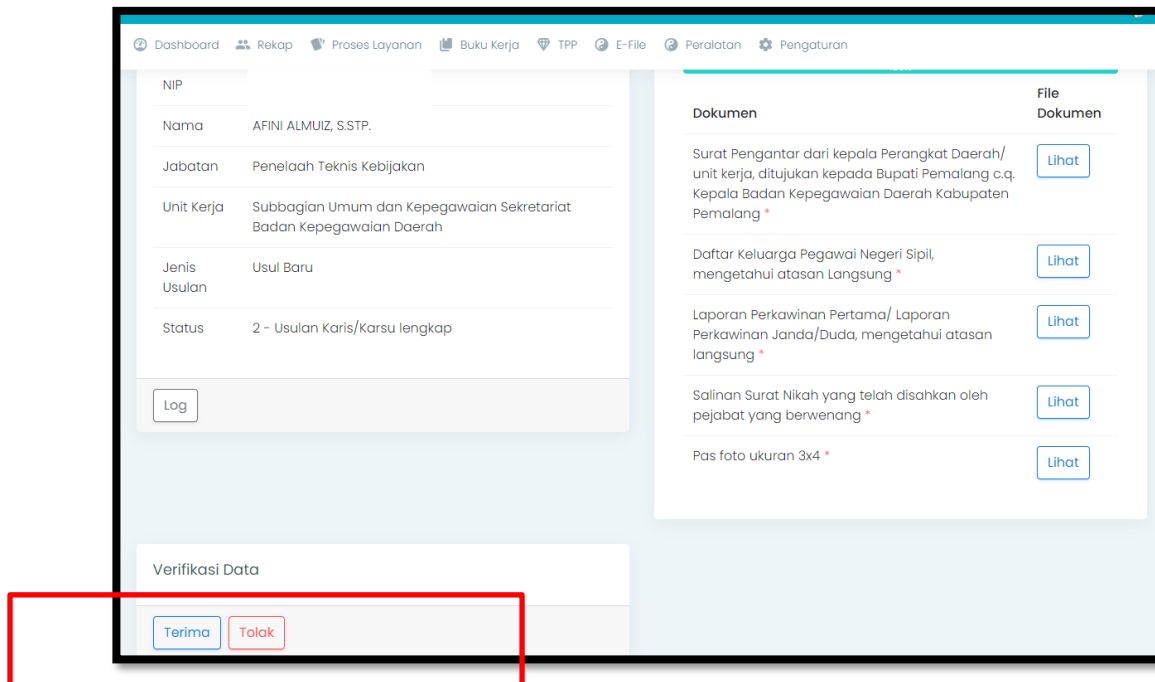 Dashboard Rekap Proses Layanan Buku Kerja TPP E-File Peralatan Pengaturan
NIP
Nama AFINI ALMUIZ, S.STP.
Jabatan Penelaah Teknis Kebijakan
Unit Kerja Subbagian Umum dan Kepegawaian Sekretariat
Badan Kepegawaian Daerah
Jenis Usul Baru
Usulan
Status 2 - Usulan Karis/Karsu lengkap
Log
File
Dokumen Dokumen
Surat Pengantar dari kepala Perangkat Daerah/ Lihat
unit kerja, ditujukan kepada Bupati Pemalang c.q.
Kepala Badan Kepegawaian Daerah Kabupaten
Pemalang *
Daftar Keluarga Pegawai Negeri Sipil, Lihat
mengetahui atasan Langsung *
Laporan Perkawinan Pertama/ Laporan Lihat
Perkawinan Janda/Duda, mengetahui atasan
langsung *
Salinan Surat Nikah yang telah disahkan oleh Lihat
pejabat yang berwenang *
Pas foto ukuran 3x4 * Lihat
Verifikasi Data
Terima Tolak